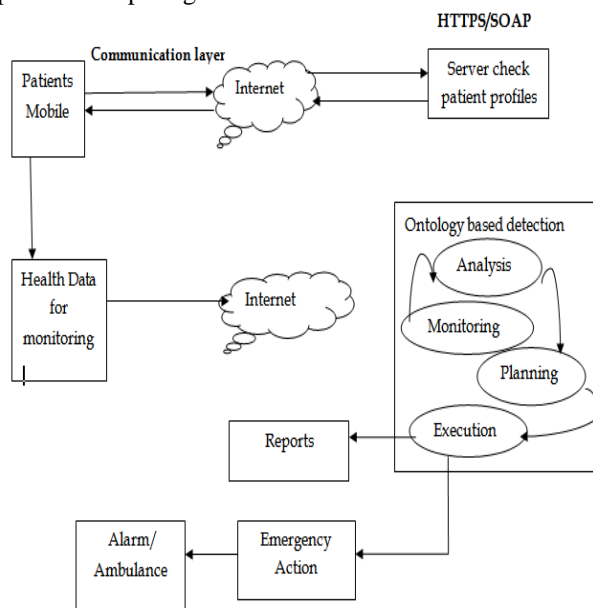 HTTPS/SOAP
Communication layer
Patients
Mobile
Internet
Server check
patient profiles
Ontology based detection
Analysis
Health Data
for
monitoring
Internet
Monitoring
Planning
Execution
Reports
Alarm/
Ambulance
Emergency
Action